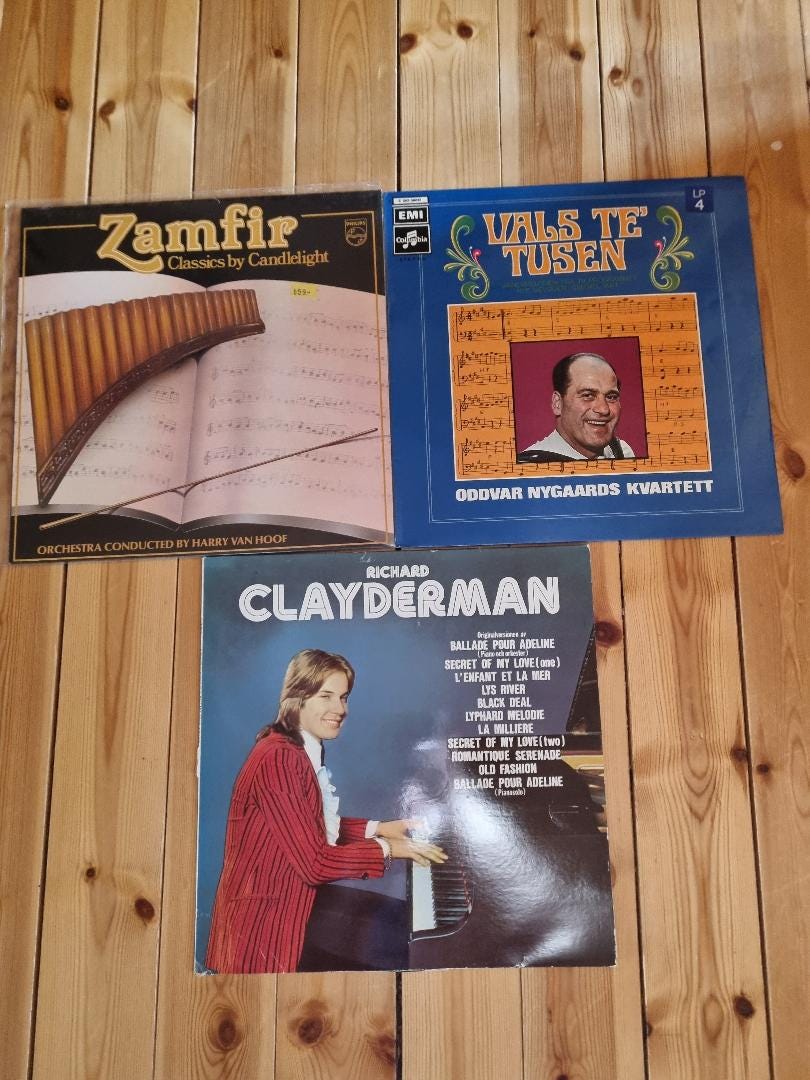 Zamfir
Classics by Candlelight
PHILIPS
ORCHESTRA CONDUCTED BY HARRY VAN HOOF
EMI
Columbia
LP
4
VALS TE'
TUSEN
ODDVAR NYGAARDS KVARTETT
RICHARD
CLAYDERMAN
Originalversionen av
BALLADE POUR ADELINE
(Piano och orkester)
SECRET OF MY LOVE (one)
L'ENFANT ET LA MER
LYS RIVER
BLACK DEAL
LYPHARD MELODIE
LA MILLIERE
SECRET OF MY LOVE (two)
ROMANTIQUE SERENADE
OLD FASHION
BALLADE POUR ADELINE
(Pianosolo)